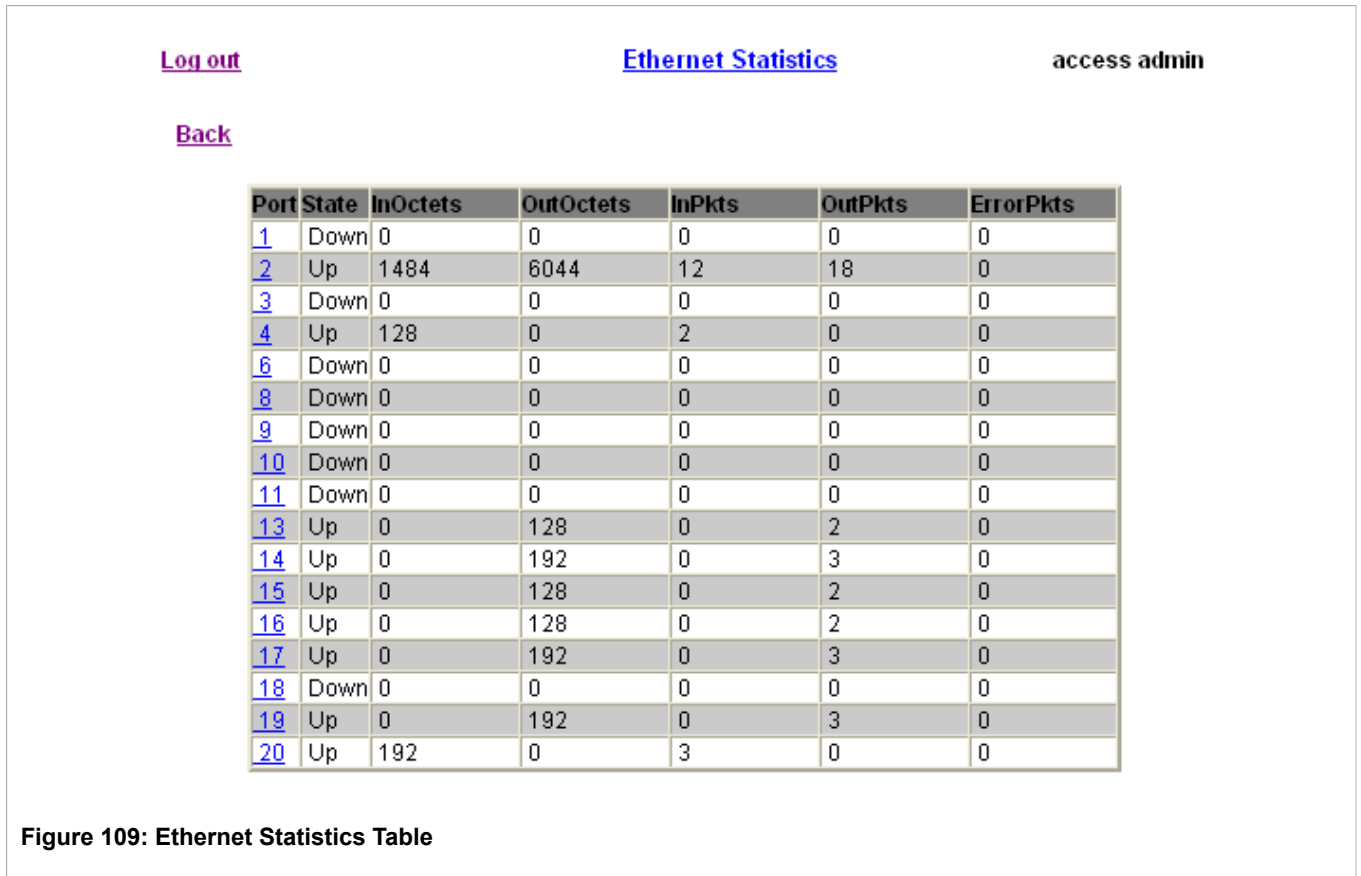 Log out Ethernet Statistics access admin
Back
Port State InOctets OutOctets InPkts OutPkts ErrorPkts
1 Down 0 0 0 0 0
2 Up 1484 6044 12 18 0
3 Down 0 0 0 0 0
4 Up 128 0 2 0 0
6 Down 0 0 0 0 0
8 Down 0 0 0 0 0
9 Down 0 0 0 0 0
10 Down 0 0 0 0 0
11 Down 0 0 0 0 0
13 Up 0 128 0 2 0
14 Up 0 192 0 3 0
15 Up 0 128 0 2 0
16 Up 0 128 0 2 0
17 Up 0 192 0 3 0
18 Down 0 0 0 0 0
19 Up 0 192 0 3 0
20 Up 192 0 3 0 0
Figure 109: Ethernet Statistics Table